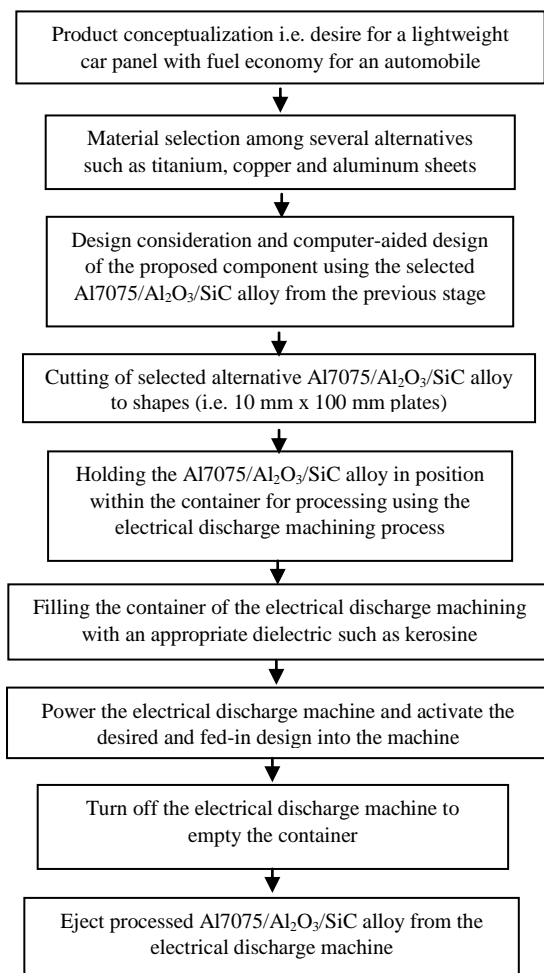 Product conceptualization i.e. desire for a lightweight
car panel with fuel economy for an automobile
Material selection among several alternatives
such as titanium, copper and aluminum sheets
Design consideration and computer-aided design
of the proposed component using the selected
Al7075/Al₂O₃/SiC alloy from the previous stage
Cutting of selected alternative Al7075/Al₂O₃/SiC alloy
to shapes (i.e. 10 mm x 100 mm plates)
Holding the Al7075/Al₂O₃/SiC alloy in position
within the container for processing using the
electrical discharge machining process
Filling the container of the electrical discharge machining
with an appropriate dielectric such as kerosine
Power the electrical discharge machine and activate the
desired and fed-in design into the machine
Turn off the electrical discharge machine to
empty the container
Eject processed Al7075/Al₂O₃/SiC alloy from the
electrical discharge machine